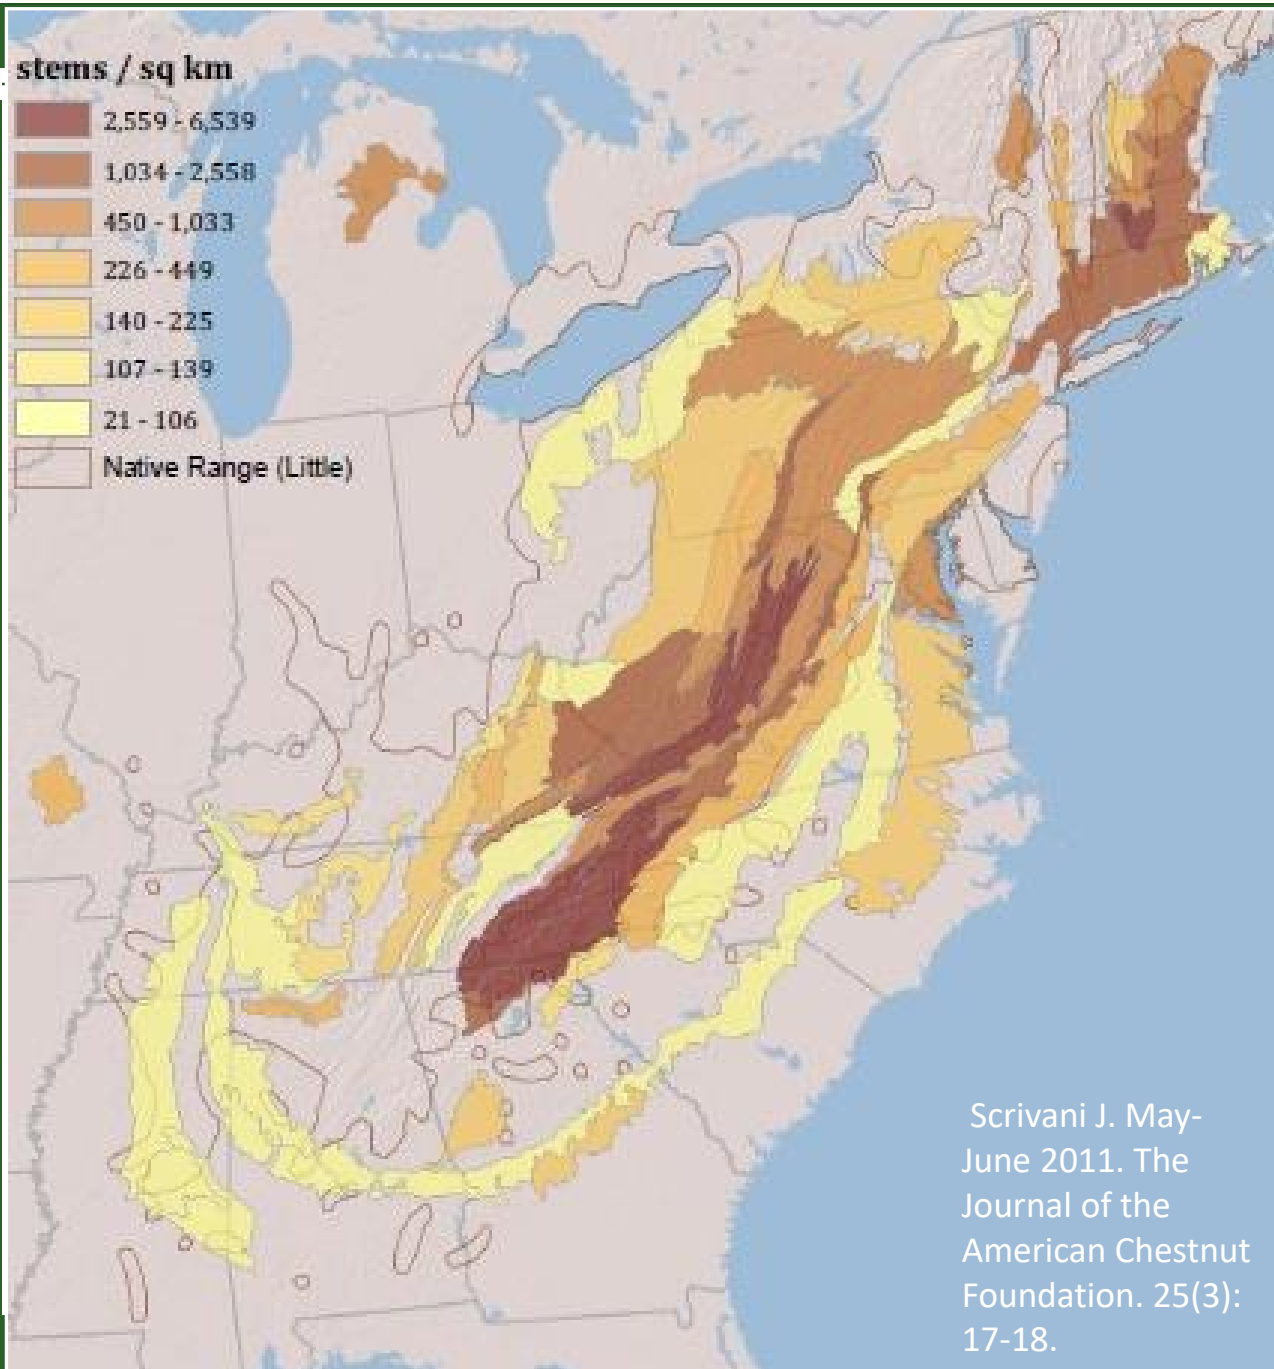 stems / sq km
2,559 - 6,539
1,034 - 2,558
450 - 1,033
226 - 449
140 - 225
107 - 139
21 - 106
Native Range (Little)
Scrivani J. May-
June 2011. The
Journal of the
American Chestnut
Foundation. 25(3):
17-18.